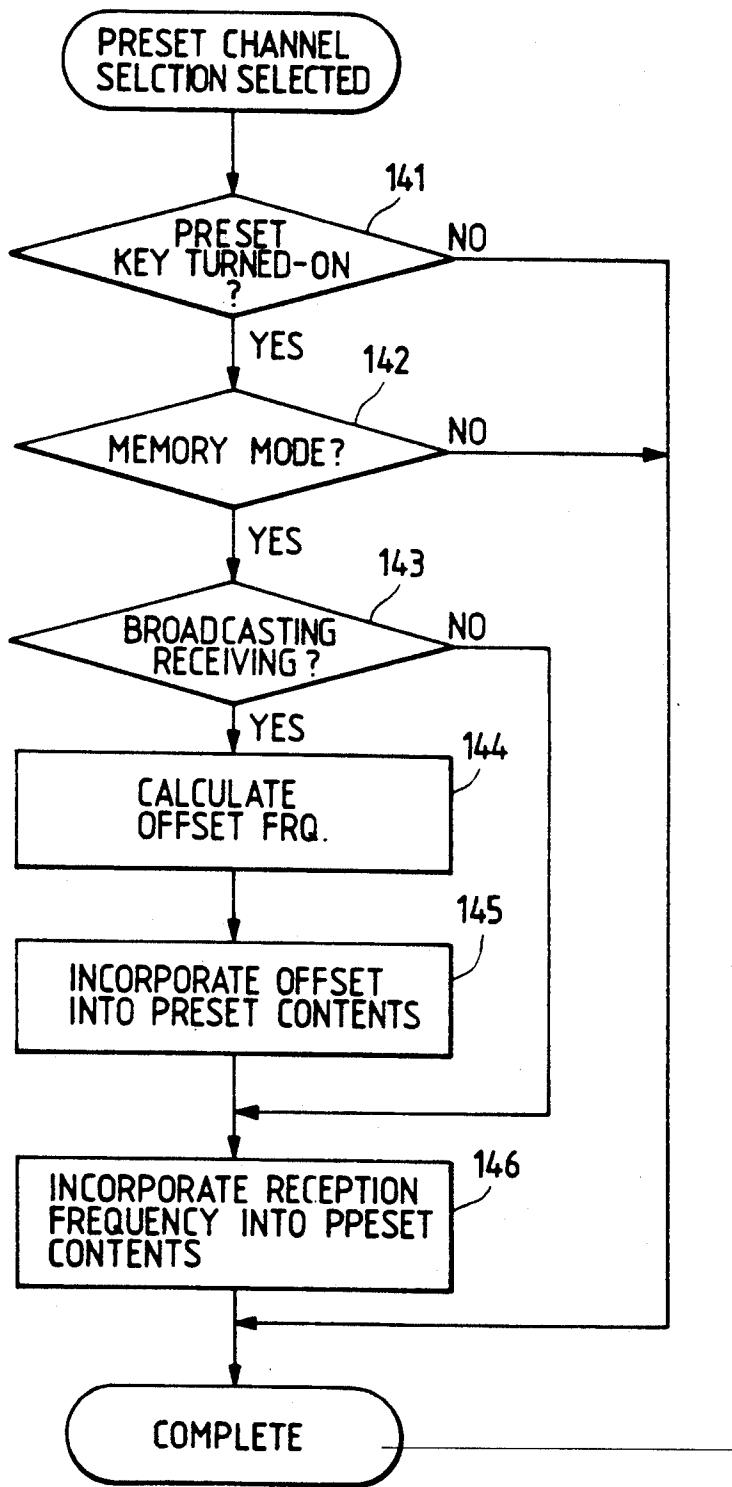 PRESET CHANNEL
SELCTION SELECTED
141
PRESET
KEY TURNED-ON
?
NO
YES
142
MEMORY MODE?
NO
YES
143
BROADCASTING
RECEIVING?
NO
YES
144
CALCULATE
OFFSET FRQ.
145
INCORPORATE OFFSET
INTO PRESET CONTENTS
146
INCORPORATE RECEPTION
FREQUENCY INTO PPESET
CONTENTS
COMPLETE